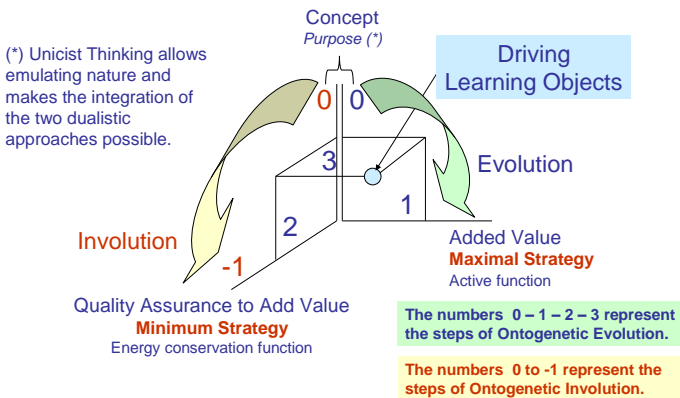 Concept
Purpose (*)
(*) Unicist Thinking allows
emulating nature and
makes the integration of
the two dualistic
approaches possible.
Driving
Learning Objects
0 0
3
Evolution
1
2
Involution
-1
Added Value
Maximal Strategy
Active function
Quality Assurance to Add Value
Minimum Strategy
Energy conservation function
The numbers 0 – 1 – 2 – 3 represent
the steps of Ontogenetic Evolution.
The numbers 0 to -1 represent the
steps of Ontogenetic Involution.